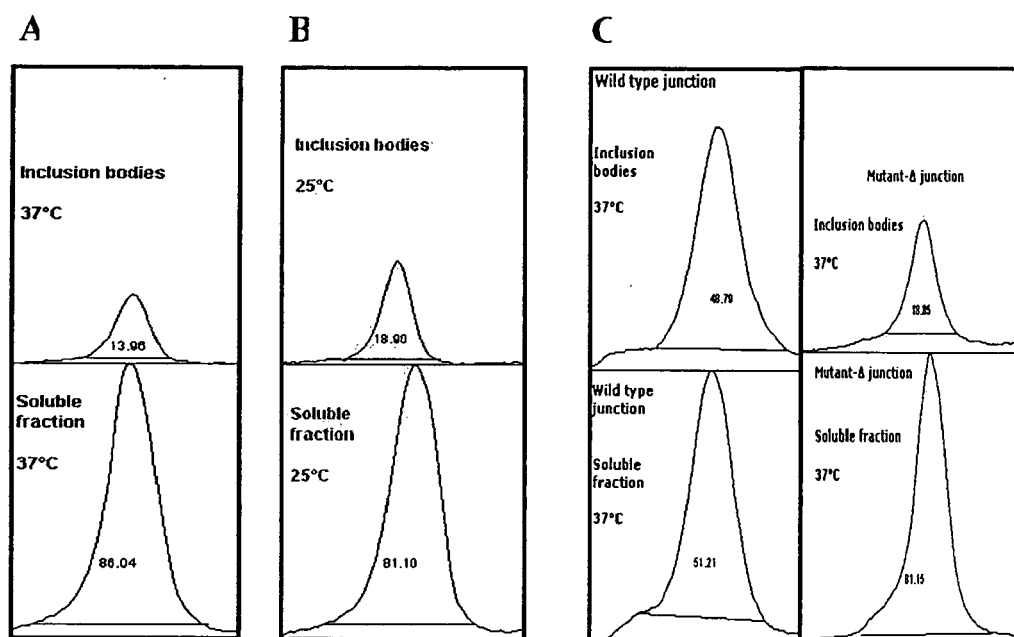 A
B
C
Inclusion bodies
37°C
13.96
Soluble
fraction
37°C
86.04
Inclusion bodies
25°C
18.90
Soluble
fraction
25°C
81.10
Wild type junction
Inclusion
bodies
37°C
48.79
Wild type
junction
Soluble
fraction
37°C
51.21
Mutant-Δ junction
Inclusion bodies
37°C
Mutant-Δ junction
Soluble fraction
37°C
81.15